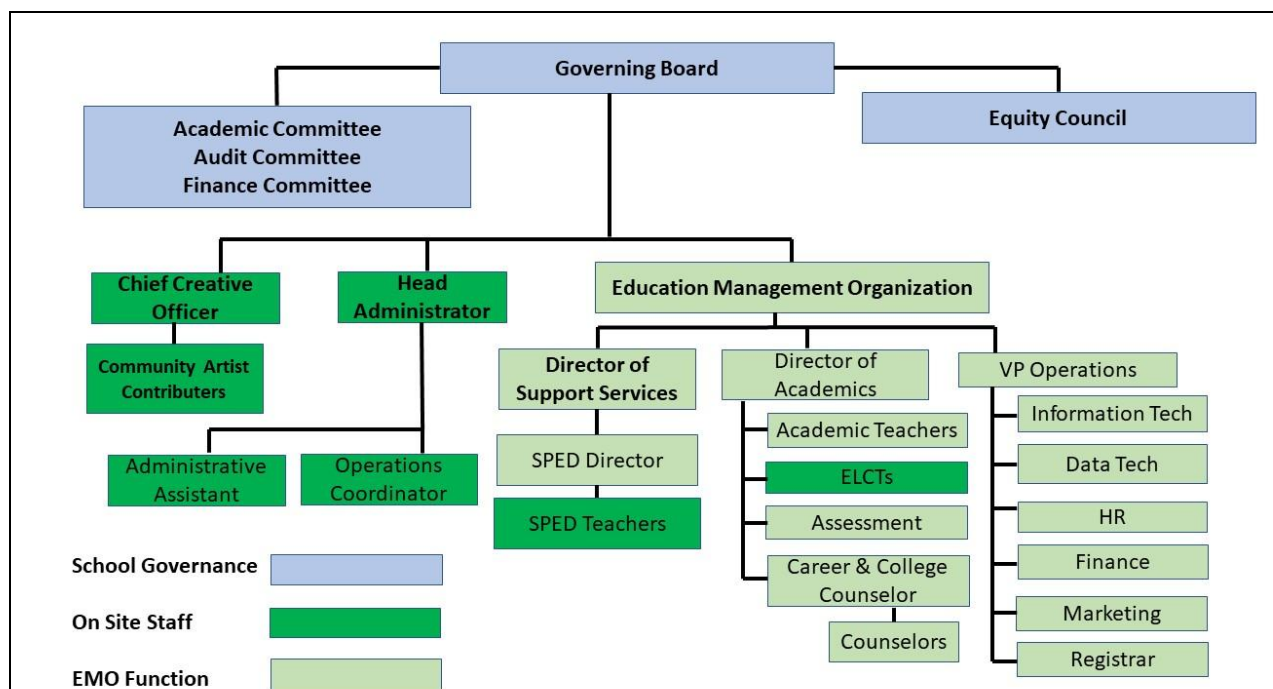 Governing Board
Academic Committee
Audit Committee
Finance Committee
Equity Council
Chief Creative
Officer
Head
Administrator
Education Management Organization
Community Artist
Contributers
Director of
Support Services
Director of
Academics
VP Operations
Administrative
Assistant
Operations
Coordinator
SPED Director
SPED Teachers
Academic Teachers
ELCTs
Assessment
Career & College
Counselor
Counselors
Information Tech
Data Tech
HR
Finance
Marketing
Registrar
School Governance
On Site Staff
EMO Function